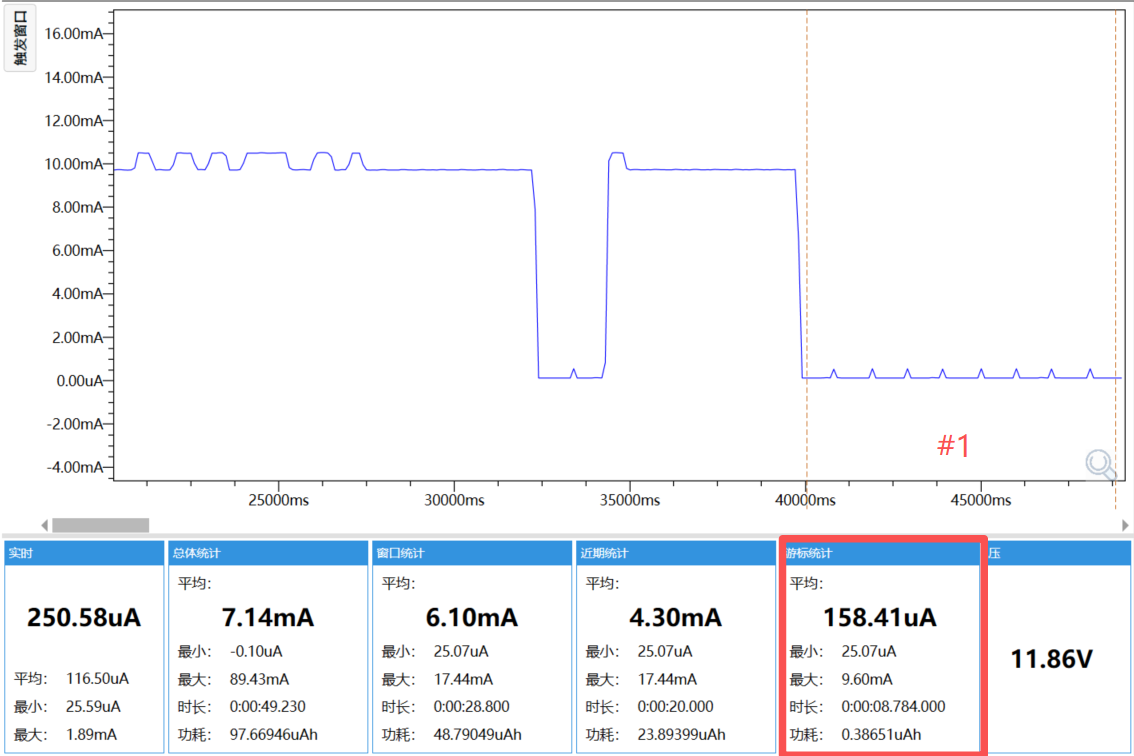 触发窗口
16.00mA
14.00mA
12.00mA
10.00mA
8.00mA
6.00mA
4.00mA
2.00mA
0.00uA
-2.00mA
-4.00mA
#1
25000ms 30000ms 35000ms 40000ms 45000ms
实时
250.58uA
平均： 116.50uA
最小： 25.59uA
最大： 1.89mA
总体统计
平均：
7.14mA
最小： -0.10uA
最大： 89.43mA
时长： 0:00:49.230
功耗： 97.66946uAh
窗口统计
平均：
6.10mA
最小： 25.07uA
最大： 17.44mA
时长： 0:00:28.800
功耗： 48.79049uAh
近期统计
平均：
4.30mA
最小： 25.07uA
最大： 17.44mA
时长： 0:00:20.000
功耗： 23.89399uAh
游标统计
平均：
158.41uA
最小： 25.07uA
最大： 9.60mA
时长： 0:00:08.784.000
功耗： 0.38651uAh
压
11.86V